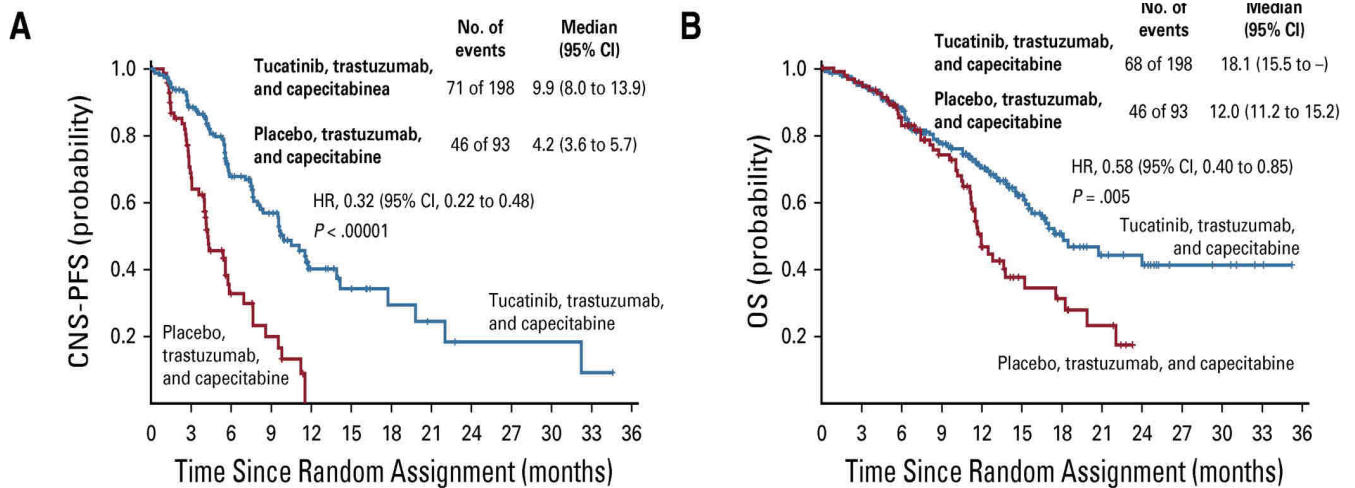 A
No. of
events
Median
(95% CI)
Tucatinib, trastuzumab,
and capecitabinea
71 of 198
9.9 (8.0 to 13.9)
Placebo, trastuzumab,
and capecitabine
46 of 93
4.2 (3.6 to 5.7)
HR, 0.32 (95% CI, 0.22 to 0.48)
P < .00001
CNS-PFS (probability)
1.0
0.8
0.6
0.4
0.2
Tucatinib, trastuzumab,
and capecitabine
Placebo,
trastuzumab,
and capecitabine
0 3 6 9 12 15 18 21 24 27 30 33 36
Time Since Random Assignment (months)
B
No. of
events
Median
(95% CI)
Tucatinib, trastuzumab,
and capecitabine
68 of 198
18.1 (15.5 to –)
Placebo, trastuzumab,
and capecitabine
46 of 93
12.0 (11.2 to 15.2)
HR, 0.58 (95% CI, 0.40 to 0.85)
P = .005
OS (probability)
1.0
0.8
0.6
0.4
0.2
Tucatinib, trastuzumab,
and capecitabine
Placebo, trastuzumab, and capecitabine
0 3 6 9 12 15 18 21 24 27 30 33 36
Time Since Random Assignment (months)